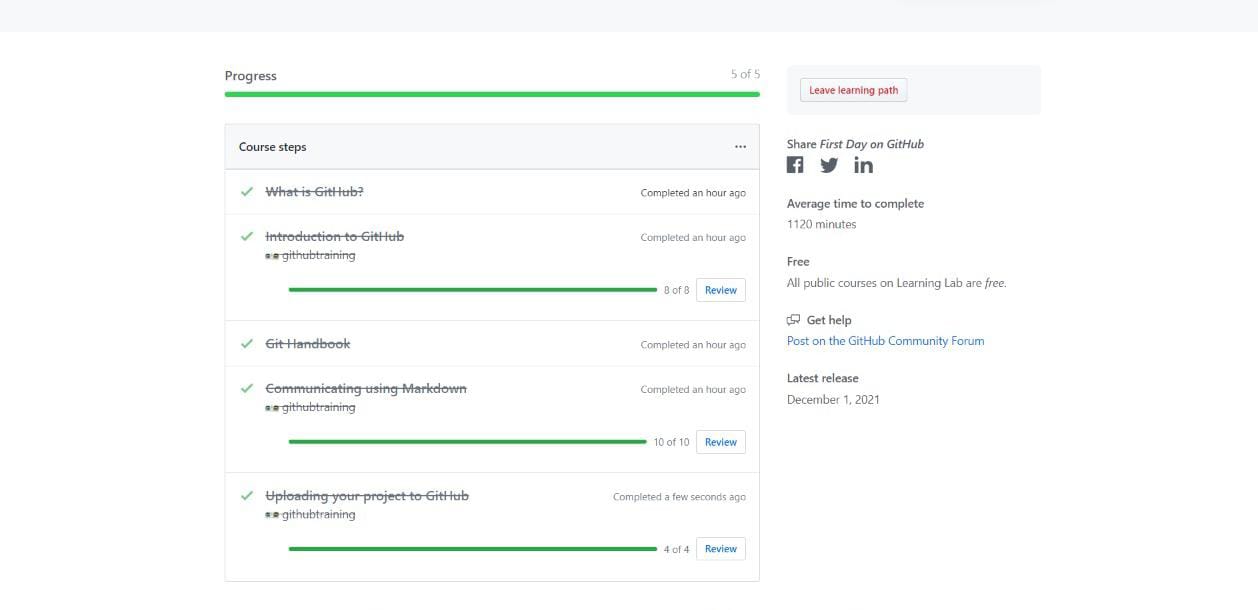 Progress
5 of 5
Course steps
...
What is GitHub?
Completed an hour ago
Introduction to GitHub
Completed an hour ago
githubtraining
8 of 8
Review
Git Handbook
Completed an hour ago
Communicating using Markdown
Completed an hour ago
githubtraining
10 of 10
Review
Uploading your project to GitHub
Completed a few seconds ago
githubtraining
4 of 4
Review
Leave learning path
Share First Day on GitHub
Average time to complete
1120 minutes
Free
All public courses on Learning Lab are free.
Get help
Post on the GitHub Community Forum
Latest release
December 1, 2021